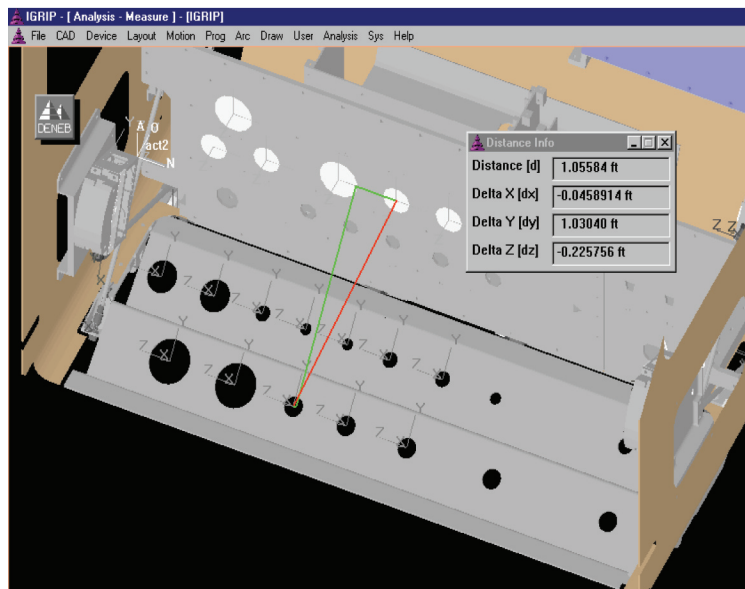 IGRIP - [ Analysis - Measure ] - [IGRIP]
File CAD Device Layout Motion Prog Arc Draw User Analysis Sys Help
DENEB
Y
A O
act2
N
X
Distance Info
Distance [d] 1.05584 ft
Delta X [dx] -0.0458914 ft
Delta Y [dy] 1.03040 ft
Delta Z [dz] -0.225756 ft
Z Z
Y Y Y Y Y Y Y
Z X Z X Z X Z X Z X Z X Z X
Y Y Y Y Y
Z X Z X Z X Z X Z X